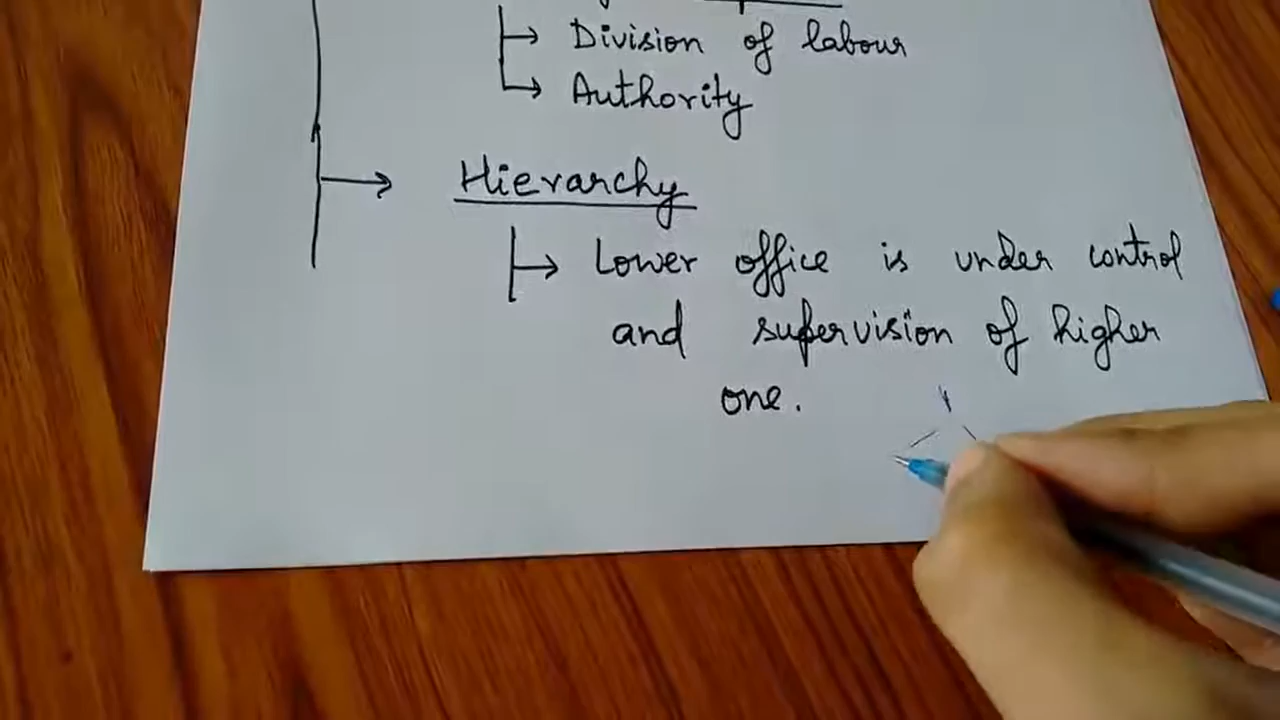 Division of labour
Authority
Hierarchy
Lower office is under control
and supervision of higher
one.